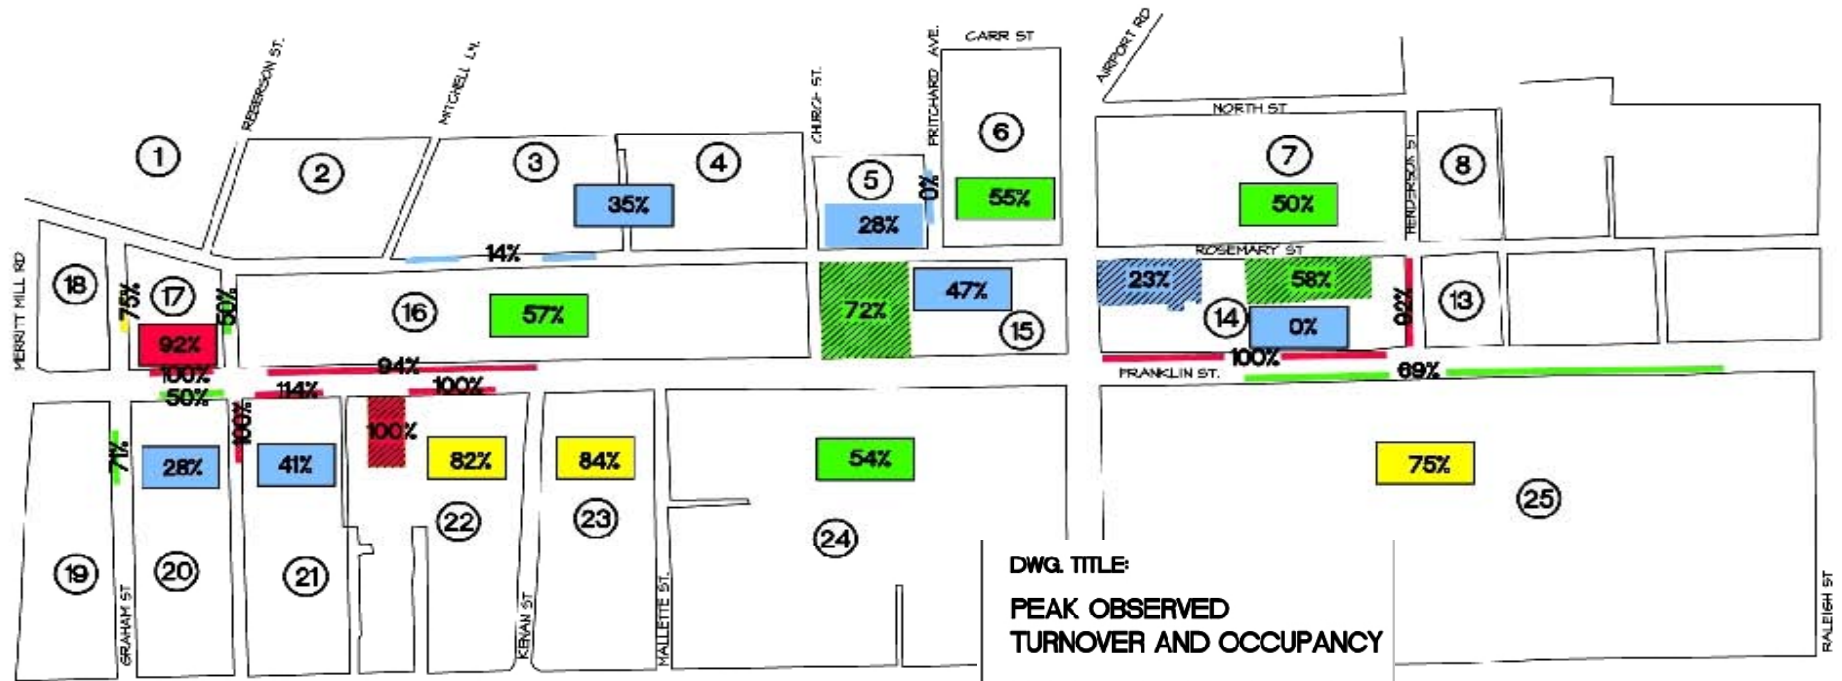 CARR ST
AIRPORT RD
PRITCHARD AVE.
REBERSON ST.
MITCHELL LN.
CHURCH ST.
NORTH ST
HENDERSON ST
1
2
3
4
5
6
7
8
35%
28%
0%
55%
50%
14%
ROSEMARY ST
MERRITT MILL RD
18
75%
17
50%
16
57%
72%
47%
15
23%
58%
14
0%
92%
13
92%
100%
94%
100%
FRANKLIN ST.
69%
50%
114%
100%
71%
28%
100%
41%
100%
82%
84%
54%
75%
19
20
21
22
23
24
25
GRAHAM ST
KENAN ST
MALLETTE ST.
RALEIGH ST
DWG. TITLE:
PEAK OBSERVED
TURNOVER AND OCCUPANCY